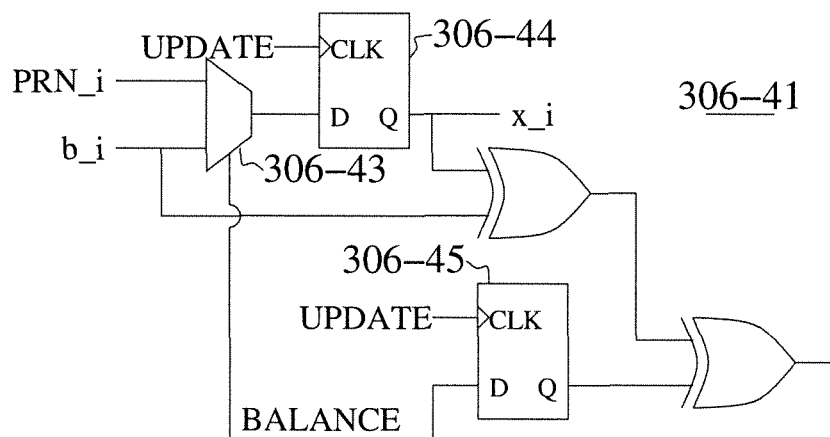 UPDATE
CLK
306-44
PRN_i
306-41
D
Q
x_i
b_i
306-43
306-45
UPDATE
CLK
D
Q
BALANCE